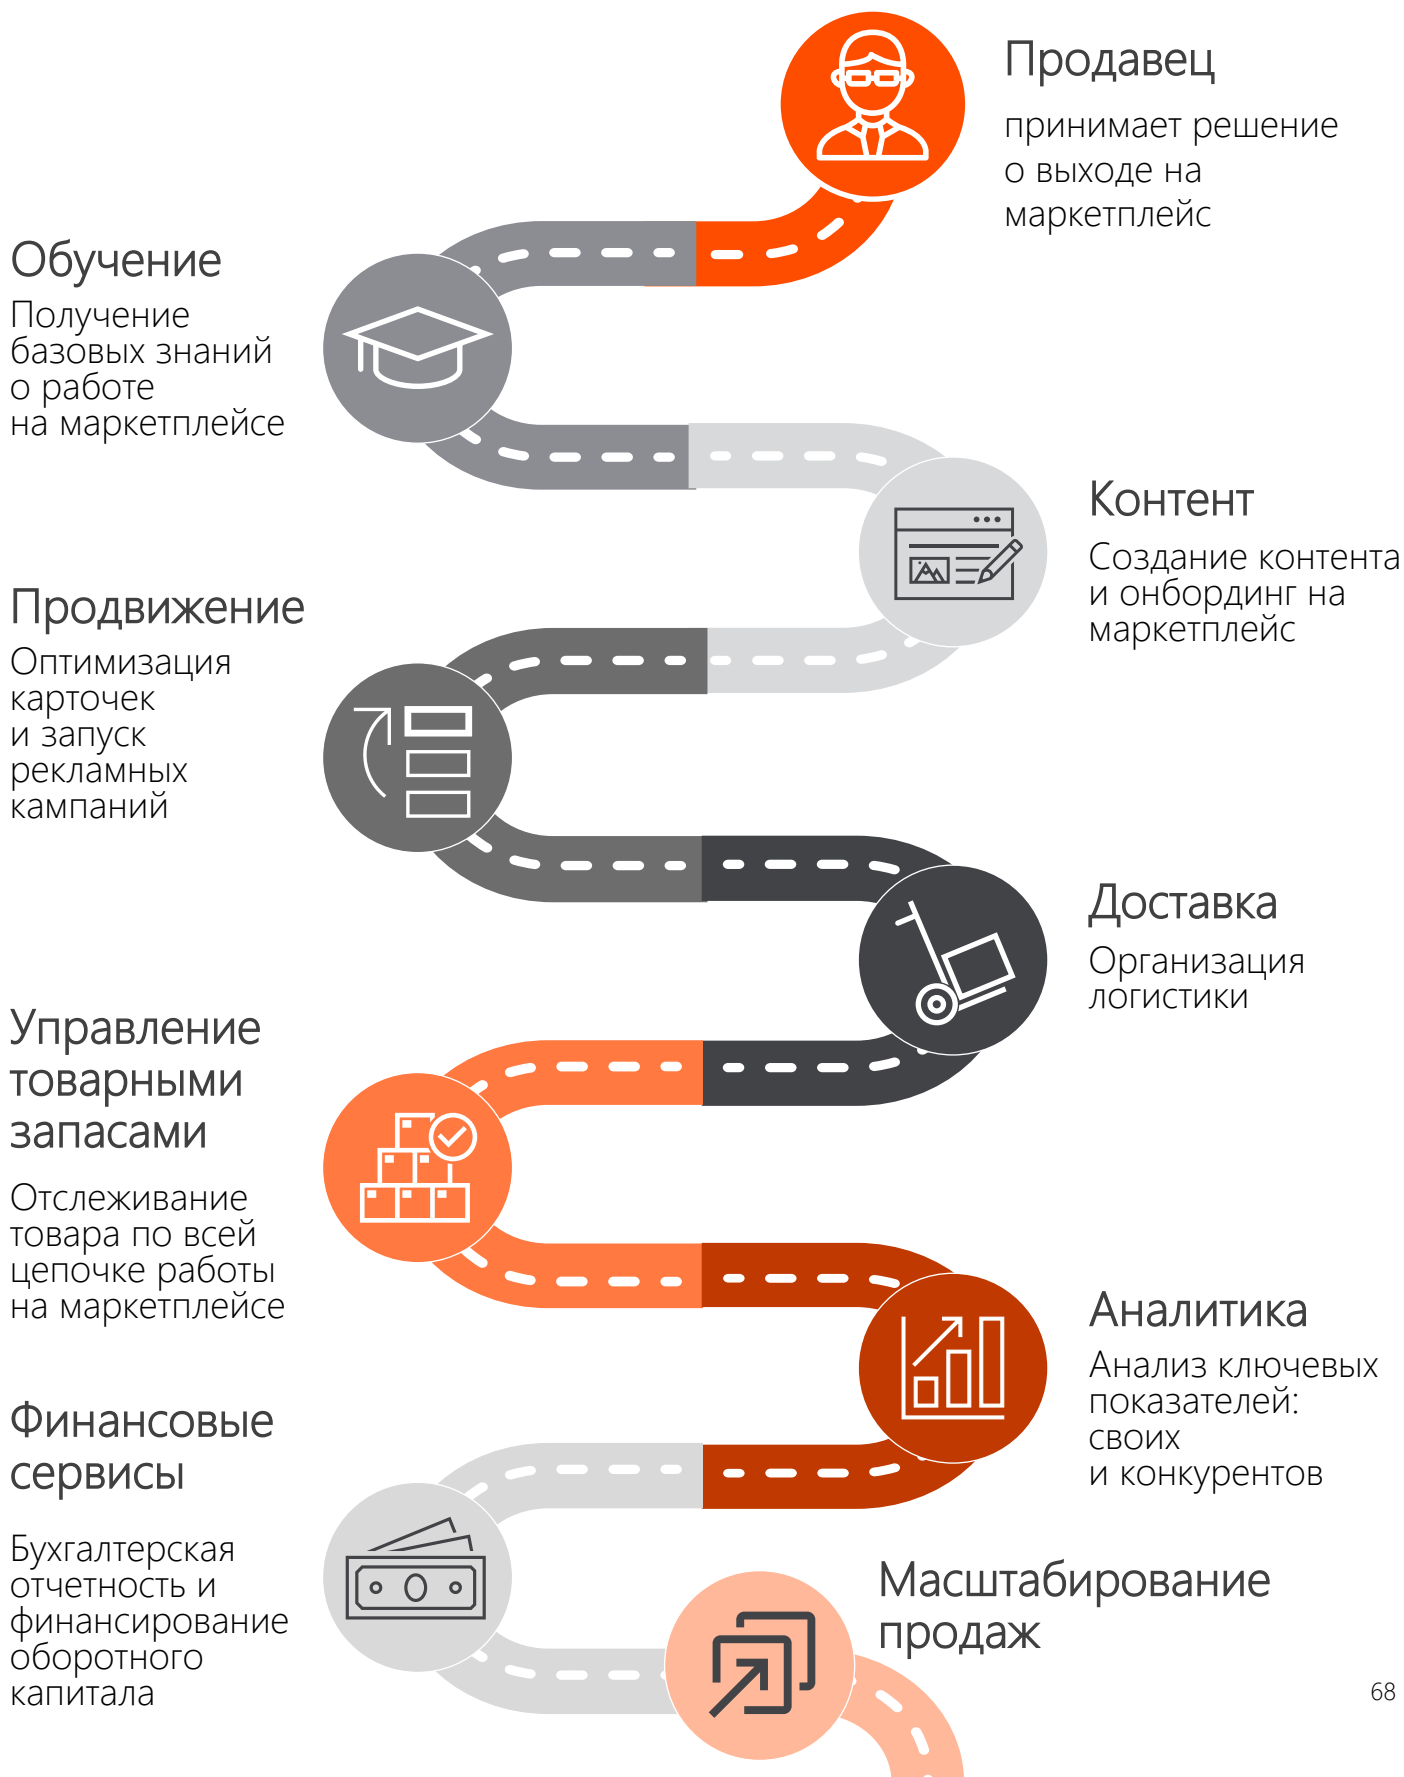 Продавец
принимает решение
о выходе на
маркетплейс
Обучение
Получение
базовых знаний
о работе
на маркетплейсе
Контент
Создание контента
и онбординг на
маркетплейс
Продвижение
Оптимизация
карточек
и запуск
рекламных
кампаний
Доставка
Организация
логистики
Управление
товарными
запасами
Отслеживание
товара по всей
цепочке работы
на маркетплейсе
Аналитика
Анализ ключевых
показателей:
своих
и конкурентов
Финансовые
сервисы
Бухгалтерская
отчетность и
финансирование
оборотного
капитала
Масштабирование
продаж
68